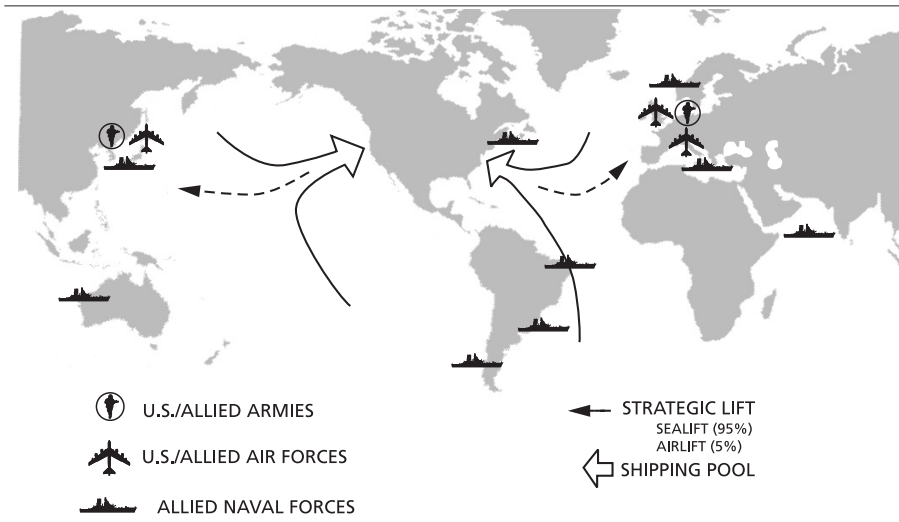 U.S./ALLIED ARMIES
U.S./ALLIED AIR FORCES
ALLIED NAVAL FORCES
STRATEGIC LIFT
SEALIFT (95%)
AIRLIFT (5%)
SHIPPING POOL